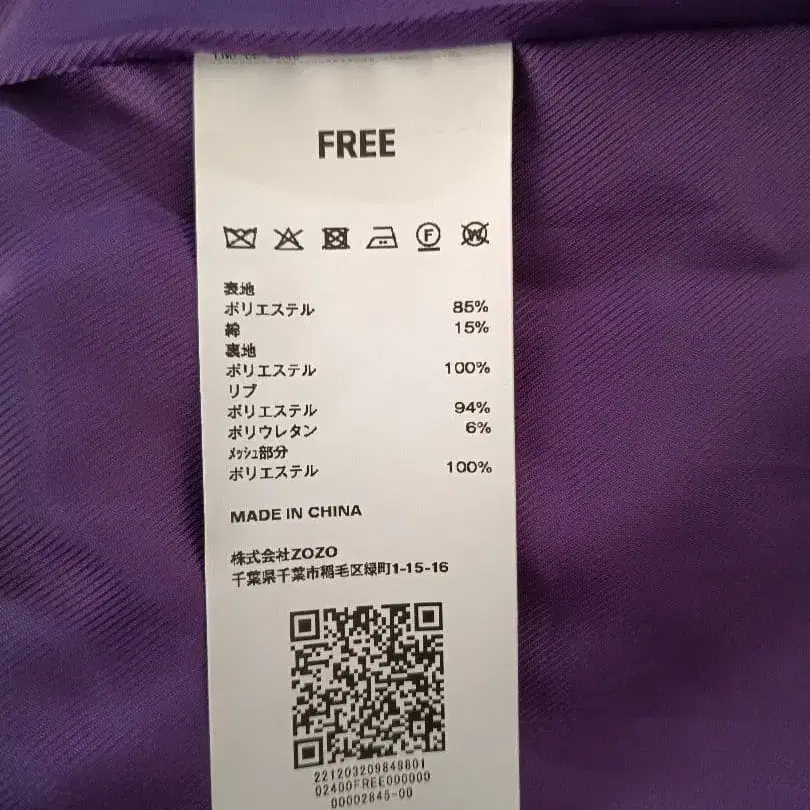 FREE
F
W
表地
ポリエステル 85%
綿 15%
裏地
ポリエステル 100%
リブ
ポリエステル 94%
ポリウレタン 6%
ﾒｯｼｭ部分
ポリエステル 100%
MADE IN CHINA
株式会社ZOZO
千葉県千葉市稲毛区緑町1-15-16
221203209849801
02400FREE000000
00002845-00